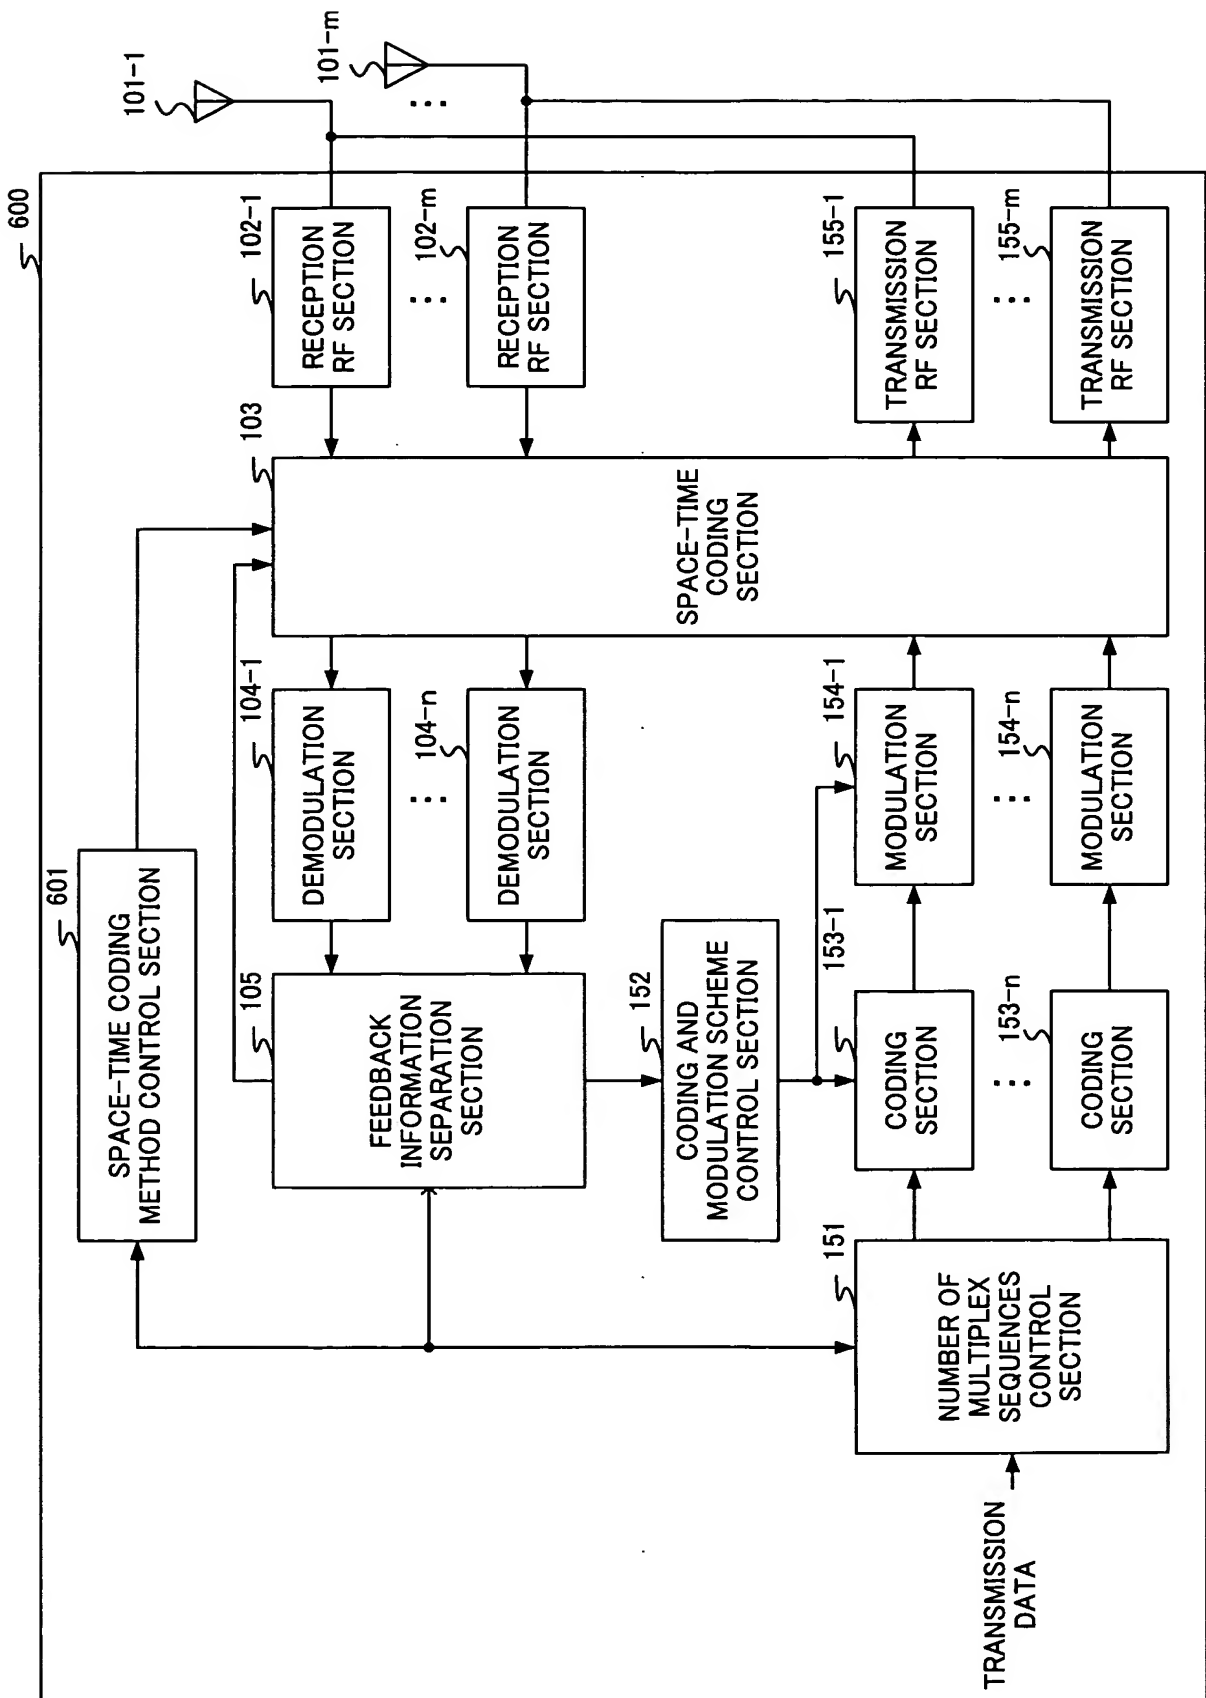 600
101-1
101-m
...
102-1
RECEPTION
RF SECTION
...
102-m
RECEPTION
RF SECTION
103
SPACE-TIME
CODING
SECTION
155-1
TRANSMISSION
RF SECTION
...
155-m
TRANSMISSION
RF SECTION
601
SPACE-TIME CODING
METHOD CONTROL SECTION
104-1
DEMODULATION
SECTION
...
104-n
DEMODULATION
SECTION
105
FEEDBACK
INFORMATION
SEPARATION
SECTION
152
CODING AND
MODULATION SCHEME
CONTROL SECTION
154-1
MODULATION
SECTION
...
154-n
MODULATION
SECTION
153-1
CODING
SECTION
...
153-n
CODING
SECTION
151
NUMBER OF
MULTIPLEX
SEQUENCES
CONTROL
SECTION
TRANSMISSION
DATA